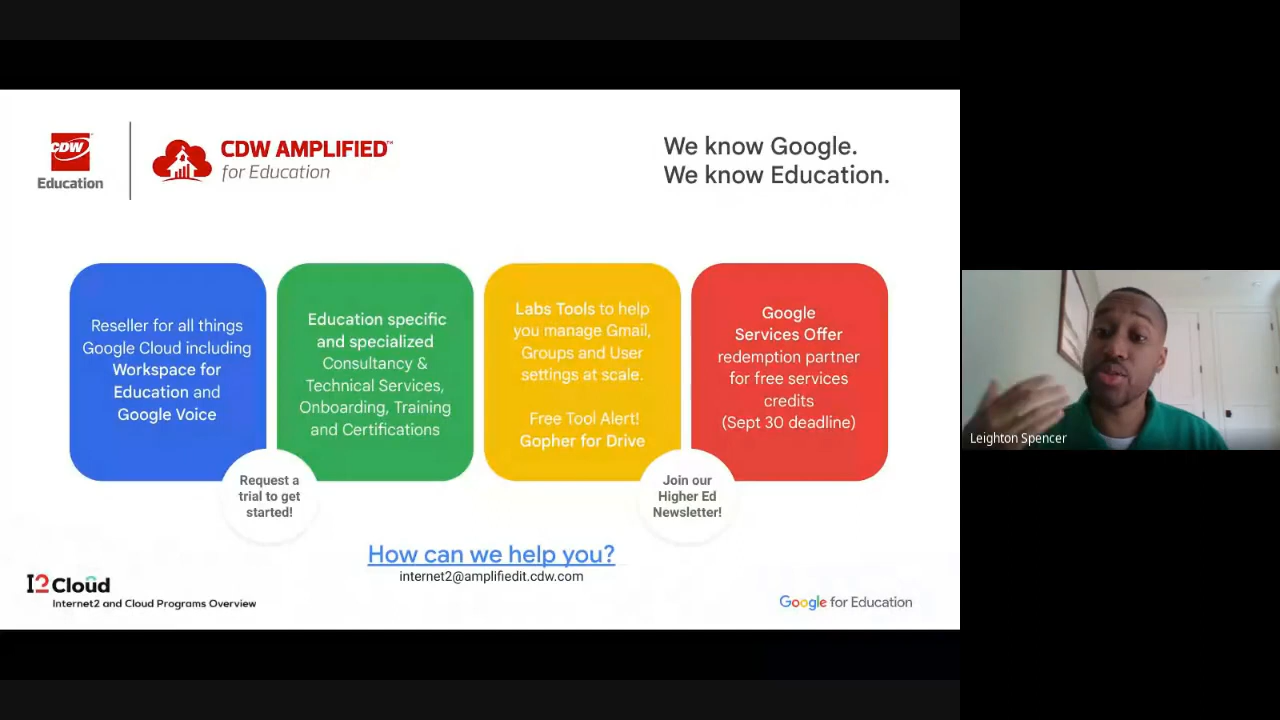 CDW
Education
CDW AMPLIFIED™
for Education
We know Google.
We know Education.
Reseller for all things
Google Cloud including
Workspace for
Education and
Google Voice
Education specific
and specialized
Consultancy &
Technical Services,
Onboarding, Training
and Certifications
Labs Tools to help
you manage Gmail,
Groups and User
settings at scale.
Free Tool Alert!
Gopher for Drive
Google
Services Offer
redemption partner
for free services
credits
(Sept 30 deadline)
Request a
trial to get
started!
Join our
Higher Ed
Newsletter!
How can we help you?
internet2@amplifiedit.cdw.com
I2 Cloud
Internet2 and Cloud Programs Overview
Google for Education
Leighton Spencer